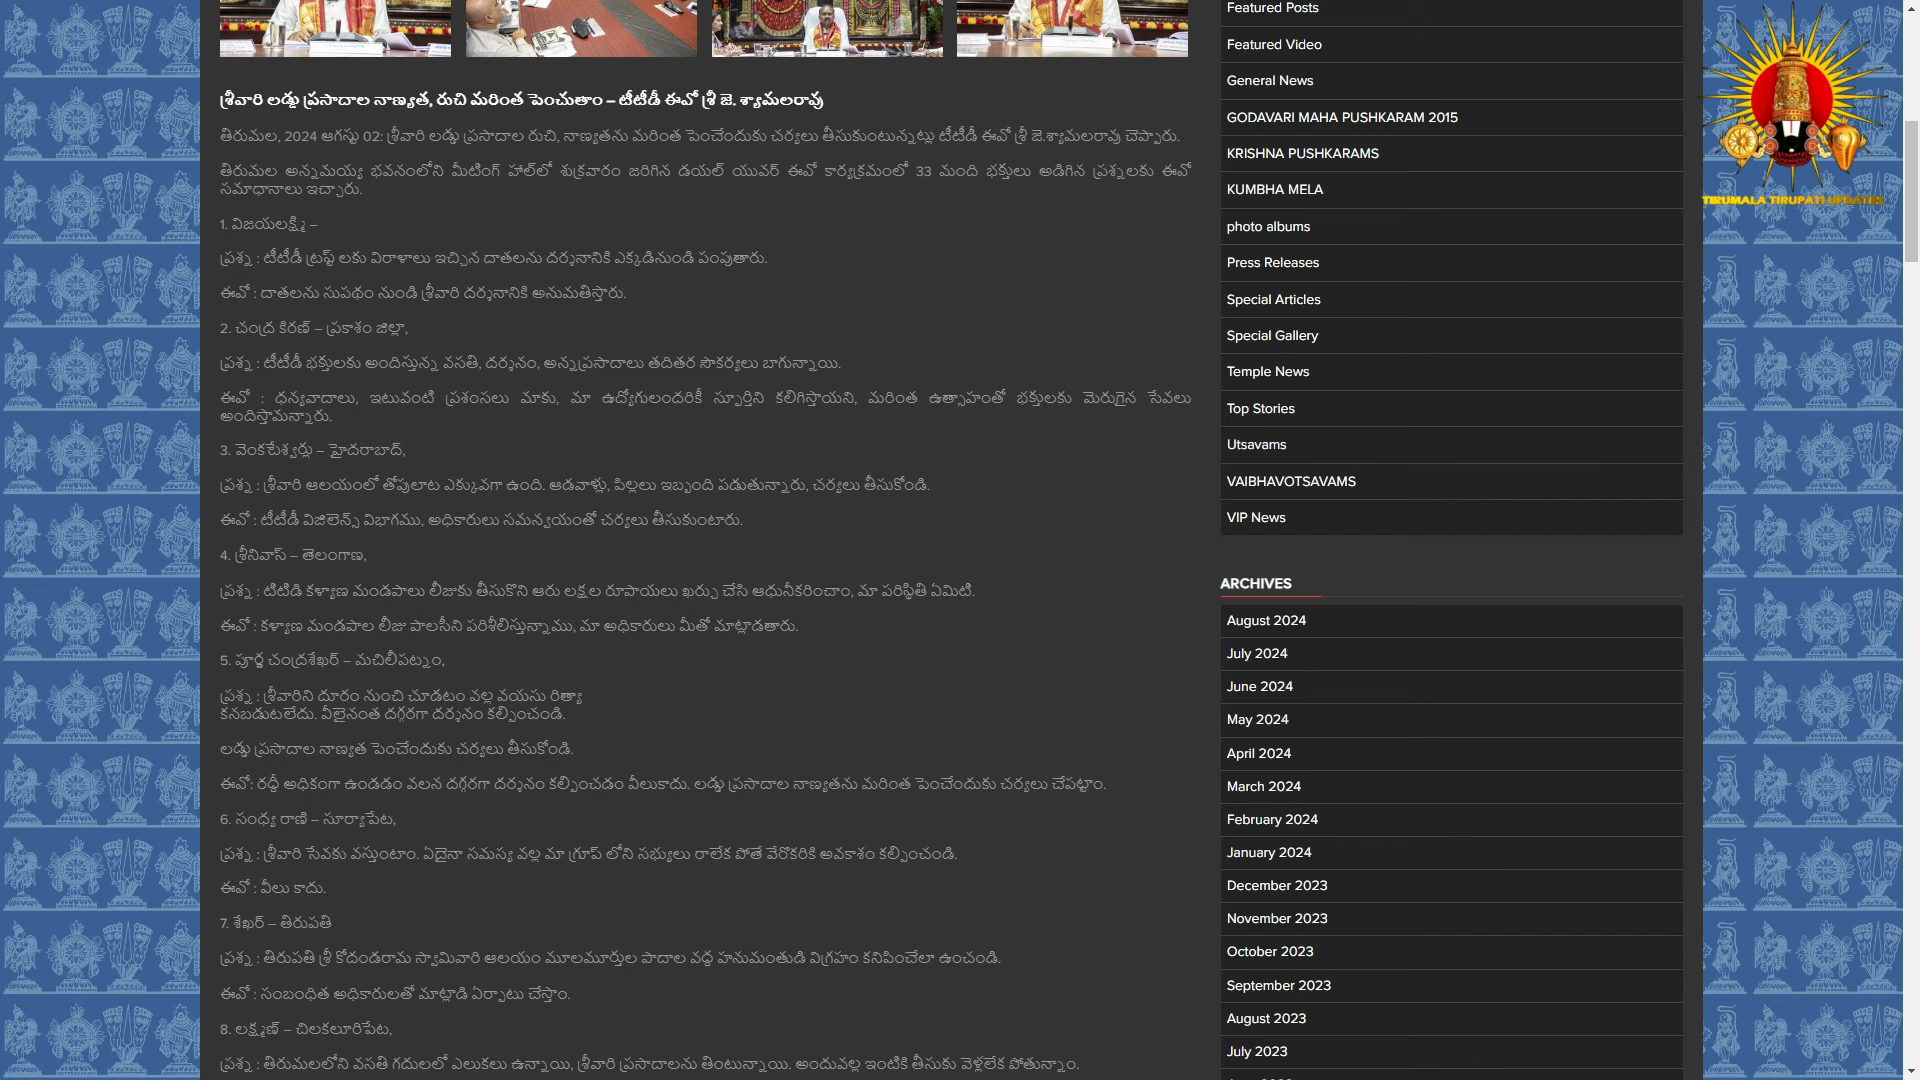 శ్రీవారి లడ్డు ప్రసాదాల నాణ్యత, రుచి మరింత పెంచుతాం – టీటీడీ ఈవో శ్రీ జె. శ్యామలరావు
తిరుమల, 2024 ఆగస్టు 02: శ్రీవారి లడ్డు ప్రసాదాల రుచి, నాణ్యతను మరింత పెంచేందుకు చర్యలు తీసుకుంటున్నట్లు టీటీడీ ఈవో శ్రీ జె.శ్యామలరావు చెప్పారు.
తిరుమల అన్నమయ్య భవనంలోని మీటింగ్ హాల్‌లో శుక్రవారం జరిగిన డయల్ యువర్ ఈవో కార్యక్రమంలో 33 మంది భక్తులు అడిగిన ప్రశ్నలకు ఈవో
సమాధానాలు ఇచ్చారు.
1. విజయలక్ష్మి –
ప్రశ్న : టీటీడీ ట్రస్ట్ లకు విరాళాలు ఇచ్చిన దాతలను దర్శనానికి ఎక్కడినుండి పంపుతారు.
ఈవో : దాతలను సుపథం నుండి శ్రీవారి దర్శనానికి అనుమతిస్తారు.
2. చంద్ర కిరణ్ – ప్రకాశం జిల్లా,
ప్రశ్న : టీటీడీ భక్తులకు అందిస్తున్న వసతి, దర్శనం, అన్నప్రసాదాలు తదితర సౌకర్యలు బాగున్నాయి.
ఈవో : ధన్యవాదాలు, ఇటువంటి ప్రశంసలు మాకు, మా ఉద్యోగులందరికీ స్ఫూర్తిని కలిగిస్తాయని, మరింత ఉత్సాహంతో భక్తులకు మెరుగైన సేవలు
అందిస్తామన్నారు.
3. వెంకటేశ్వర్లు – హైదరాబాద్,
ప్రశ్న : శ్రీవారి ఆలయంలో తోపులాట ఎక్కువగా ఉంది. ఆడవాళ్లు, పిల్లలు ఇబ్బంది పడుతున్నారు, చర్యలు తీసుకోండి.
ఈవో : టీటీడీ విజిలెన్స్ విభాగము, అధికారులు సమన్వయంతో చర్యలు తీసుకుంటారు.
4. శ్రీనివాస్ – తెలంగాణ,
ప్రశ్న : టిటిడి కళ్యాణ మండపాలు లీజుకు తీసుకొని ఆరు లక్షల రూపాయలు ఖర్చు చేసి ఆధునీకరించాం, మా పరిస్థితి ఏమిటి.
ఈవో : కళ్యాణ మండపాల లీజు పాలసీని పరిశీలిస్తున్నాము, మా అధికారులు మీతో మాట్లాడతారు.
5. పూర్ణ చంద్రశేఖర్ – మచిలీపట్నం,
ప్రశ్న : శ్రీవారిని దూరం నుంచి చూడటం వల్ల వయసు రిత్యా
కనబడుటలేదు. వీలైనంత దగ్గరగా దర్శనం కల్పించండి.
లడ్డు ప్రసాదాల నాణ్యత పెంచేందుకు చర్యలు తీసుకోండి.
ఈవో: రద్దీ అధికంగా ఉండడం వలన దగ్గరగా దర్శనం కల్పించడం వీలుకాదు. లడ్డు ప్రసాదాల నాణ్యతను మరింత పెంచేందుకు చర్యలు చేపట్టాం.
6. సంధ్య రాణి – సూర్యాపేట,
ప్రశ్న : శ్రీవారి సేవకు వస్తుంటాం. ఏదైనా సమస్య వల్ల మా గ్రూప్ లోని సభ్యులు రాలేక పోతే వేరొకరికి అవకాశం కల్పించండి.
ఈవో : వీలు కాదు.
7. శేఖర్ – తిరుపతి
ప్రశ్న : తిరుపతి శ్రీ కోదండరామ స్వామివారి ఆలయం మూలమూర్తుల పాదాల వద్ద హనుమంతుడి విగ్రహం కనిపించేలా ఉంచండి.
ఈవో : సంబంధిత అధికారులతో మాట్లాడి ఏర్పాటు చేస్తాం.
8. లక్ష్మణ్ – చిలకలూరిపేట,
ప్రశ్న : తిరుమలలోని వసతి గదులలో ఎలుకలు ఉన్నాయి, శ్రీవారి ప్రసాదాలను తింటున్నాయి. అందువల్ల ఇంటికి తీసుకు వెళ్లలేక పోతున్నాం.
Featured Posts
Featured Video
General News
GODAVARI MAHA PUSHKARAM 2015
KRISHNA PUSHKARAMS
KUMBHA MELA
photo albums
Press Releases
Special Articles
Special Gallery
Temple News
Top Stories
Utsavams
VAIBHAVOTSAVAMS
VIP News
ARCHIVES
August 2024
July 2024
June 2024
May 2024
April 2024
March 2024
February 2024
January 2024
December 2023
November 2023
October 2023
September 2023
August 2023
July 2023
TIRUMALA TIRUPATI UPDATES